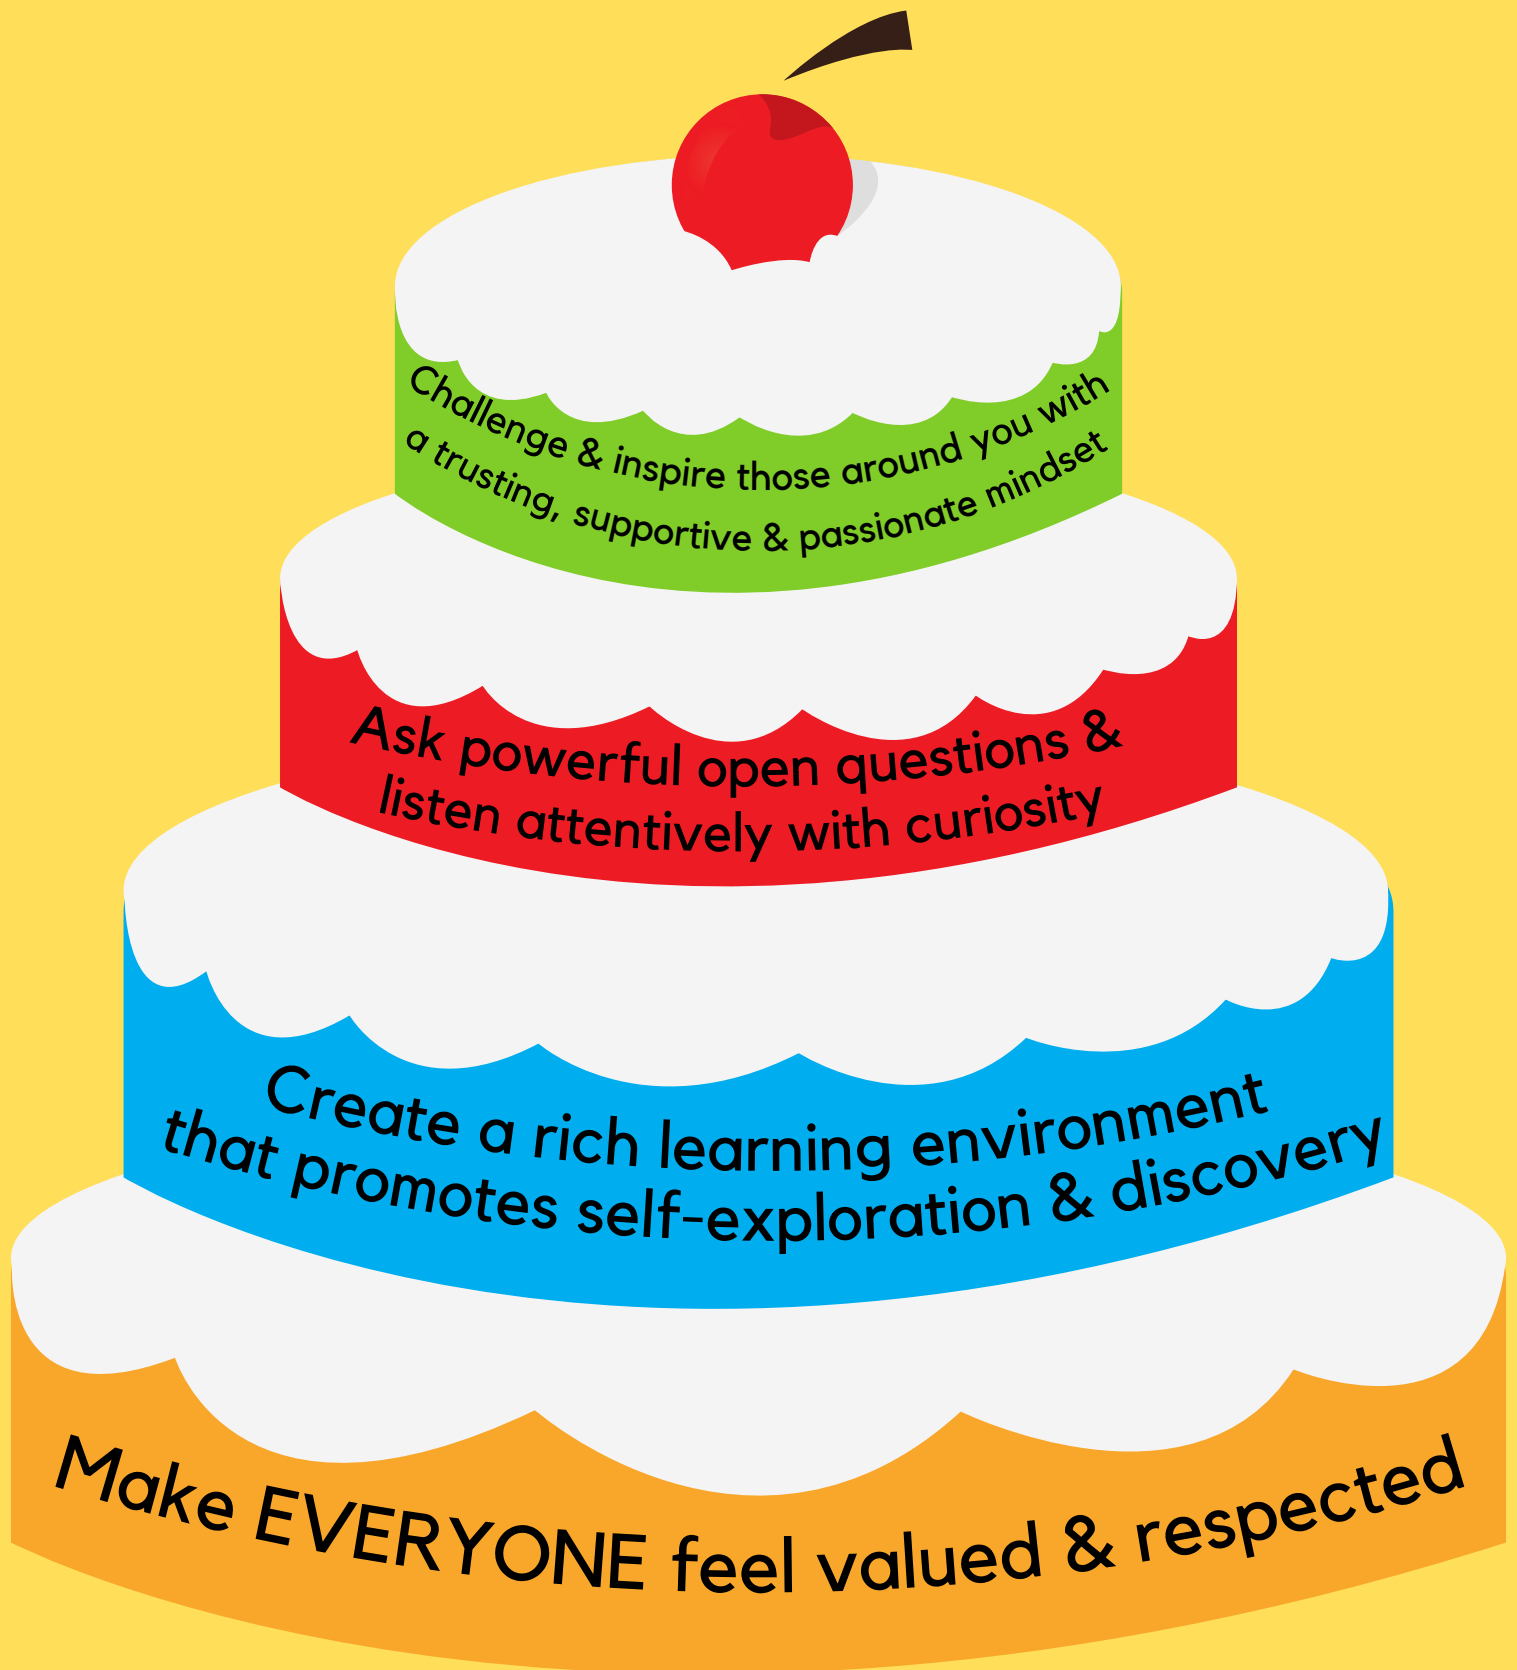 Challenge & inspire those around you with
a trusting, supportive & passionate mindset
Ask powerful open questions &
listen attentively with curiosity
Create a rich learning environment
that promotes self-exploration & discovery
Make EVERYONE feel valued & respected